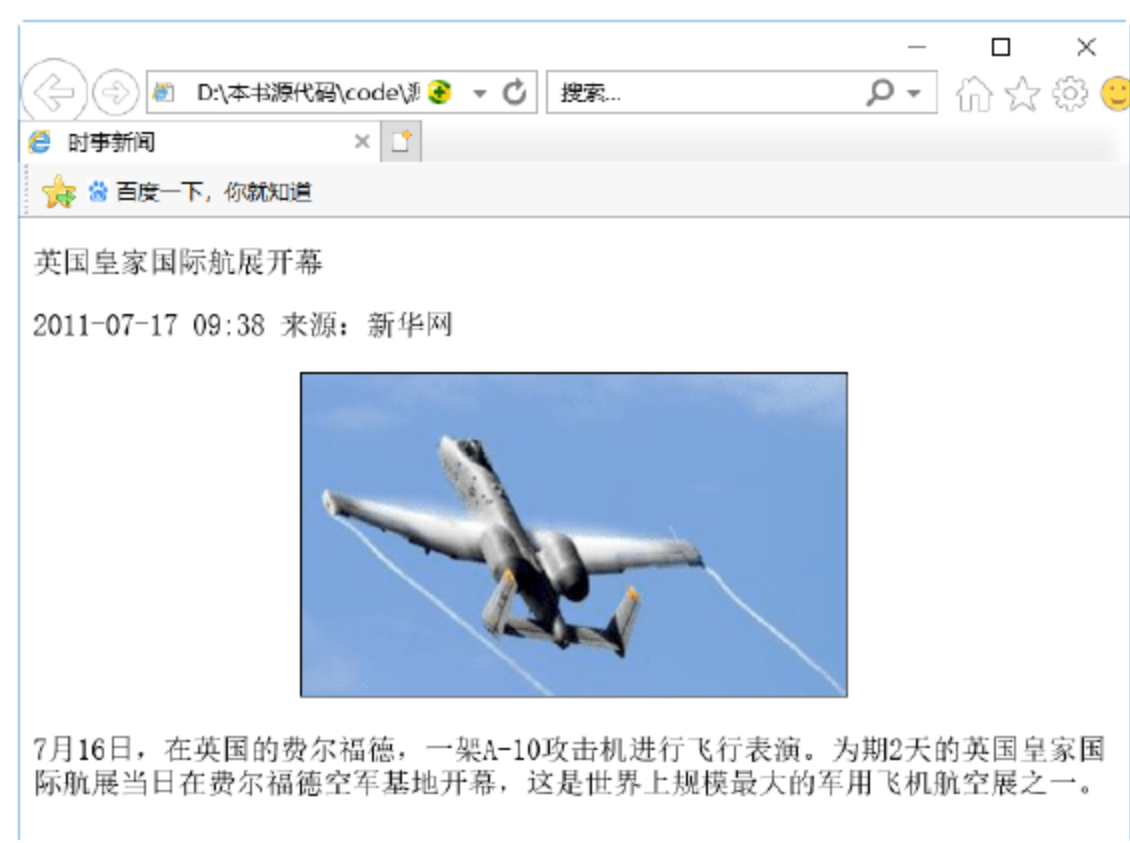 D:\本书源代码\code\
搜索...
时事新闻
百度一下，你就知道
英国皇家国际航展开幕
2011-07-17 09:38 来源：新华网
7月16日，在英国的费尔福德，一架A-10攻击机进行飞行表演。为期2天的英国皇家国
际航展当日在费尔福德空军基地开幕，这是世界上规模最大的军用飞机航空展之一。